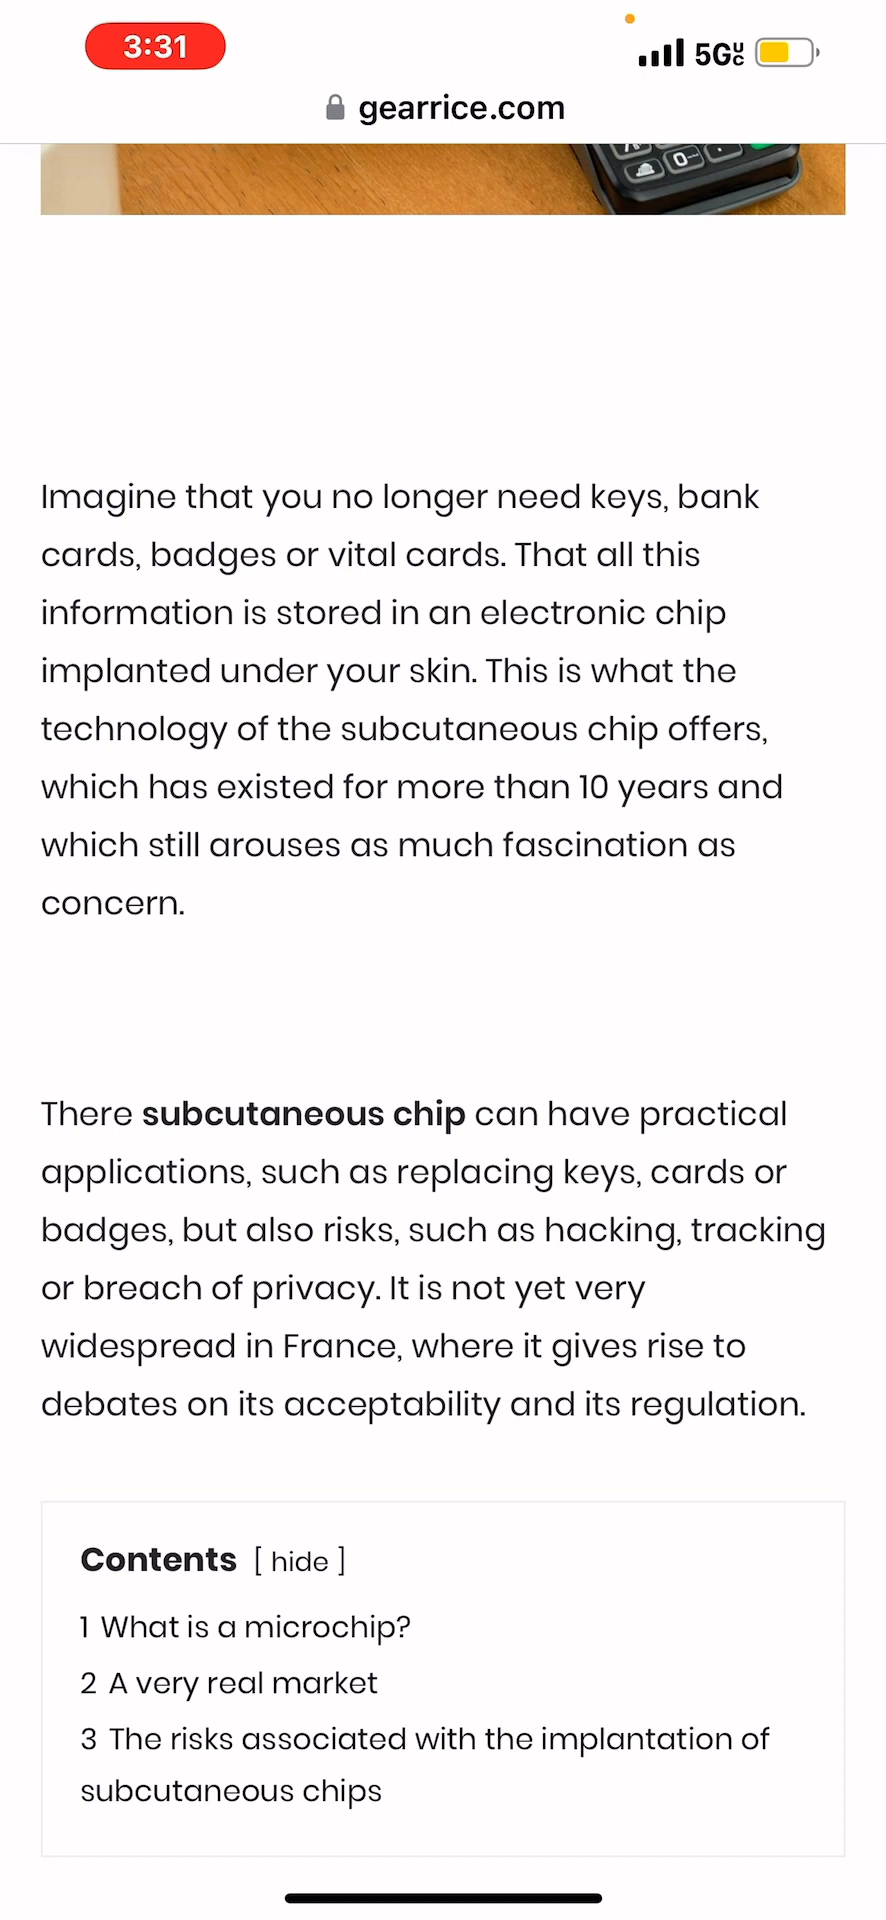 3:31
5G UC
gearrice.com
0
Imagine that you no longer need keys, bank
cards, badges or vital cards. That all this
information is stored in an electronic chip
implanted under your skin. This is what the
technology of the subcutaneous chip offers,
which has existed for more than 10 years and
which still arouses as much fascination as
concern.
There subcutaneous chip can have practical
applications, such as replacing keys, cards or
badges, but also risks, such as hacking, tracking
or breach of privacy. It is not yet very
widespread in France, where it gives rise to
debates on its acceptability and its regulation.
Contents [ hide ]
1 What is a microchip?
2 A very real market
3 The risks associated with the implantation of
subcutaneous chips